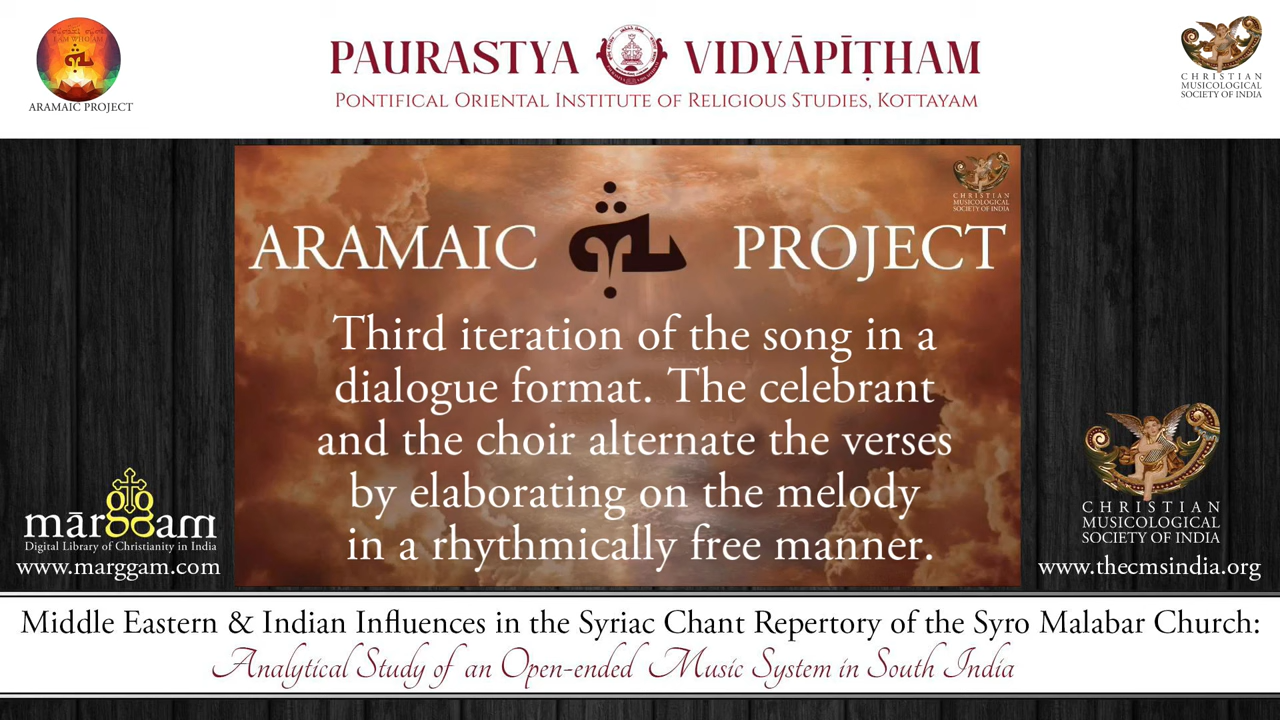 ARAMAIC PROJECT
PAURASTYA VIDYĀPĪṬHAM
PONTIFICAL ORIENTAL INSTITUTE OF RELIGIOUS STUDIES, KOTTAYAM
CHRISTIAN
MUSICOLOGICAL
SOCIETY OF INDIA
CHRISTIAN
MUSICOLOGICAL
SOCIETY OF INDIA
ARAMAIC PROJECT
Third iteration of the song in a
dialogue format. The celebrant
and the choir alternate the verses
by elaborating on the melody
in a rhythmically free manner.
mārggam
Digital Library of Christianity in India
www.marggam.com
CHRISTIAN
MUSICOLOGICAL
SOCIETY OF INDIA
www.thecmsindia.org
Middle Eastern & Indian Influences in the Syriac Chant Repertory of the Syro Malabar Church:
Analytical Study of an Open-ended Music System in South India